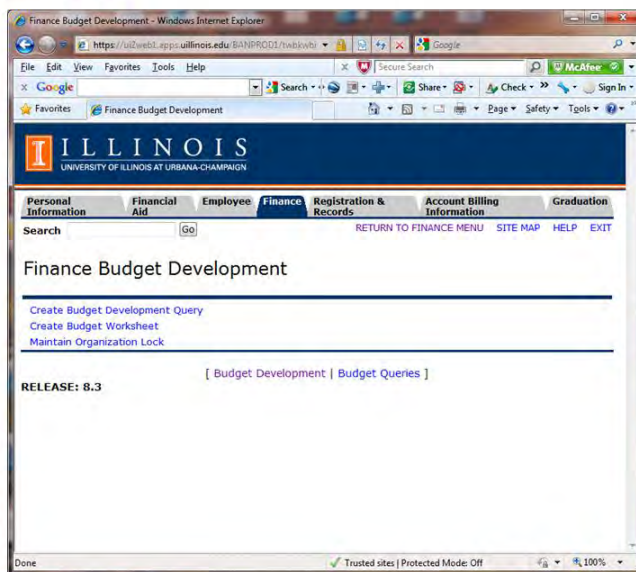 Finance Budget Development - Windows Internet Explorer
https://ui2web1.apps.uillinois.edu/BANPROD1/twbkwbi
Google
File Edit View Favorites Tools Help
x Secure Search McAfee
x Google Search Share Check » Sign In
Favorites Finance Budget Development Page Safety Tools
I ILLINOIS
UNIVERSITY OF ILLINOIS AT URBANA-CHAMPAIGN
Personal Information Financial Aid Employee Finance Registration & Records Account Billing Information Graduation
Search Go RETURN TO FINANCE MENU SITE MAP HELP EXIT
Finance Budget Development
Create Budget Development Query
Create Budget Worksheet
Maintain Organization Lock
[ Budget Development | Budget Queries ]
RELEASE: 8.3
Done Trusted sites | Protected Mode: Off 100%